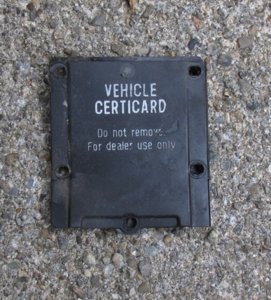 VEHICLE
CERTICARD
Do not remove
For dealer use only